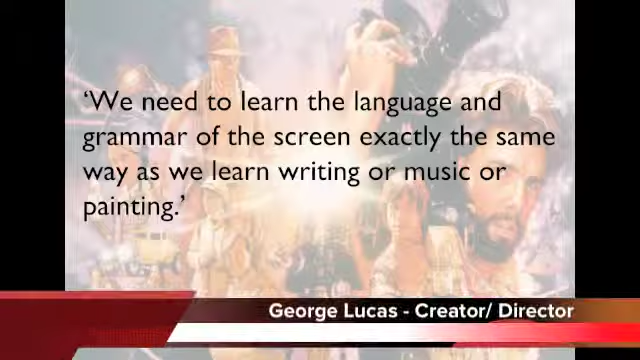 ‘We need to learn the language and
grammar of the screen exactly the same
way as we learn writing or music or
painting.’
George Lucas - Creator/ Director